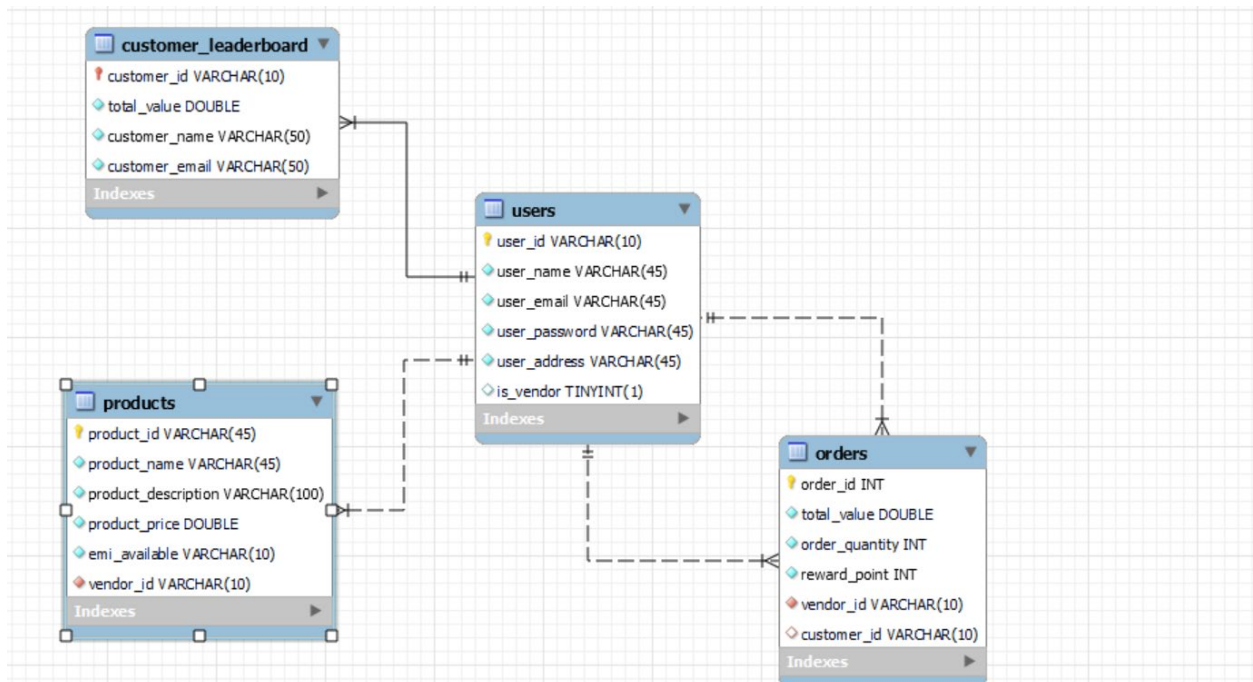 customer_leaderboard
customer_id VARCHAR(10)
total_value DOUBLE
customer_name VARCHAR(50)
customer_email VARCHAR(50)
Indexes
users
user_id VARCHAR(10)
user_name VARCHAR(45)
user_email VARCHAR(45)
user_password VARCHAR(45)
user_address VARCHAR(45)
is_vendor TINYINT(1)
Indexes
products
product_id VARCHAR(45)
product_name VARCHAR(45)
product_description VARCHAR(100)
product_price DOUBLE
emi_available VARCHAR(10)
vendor_id VARCHAR(10)
Indexes
orders
order_id INT
total_value DOUBLE
order_quantity INT
reward_point INT
vendor_id VARCHAR(10)
customer_id VARCHAR(10)
Indexes